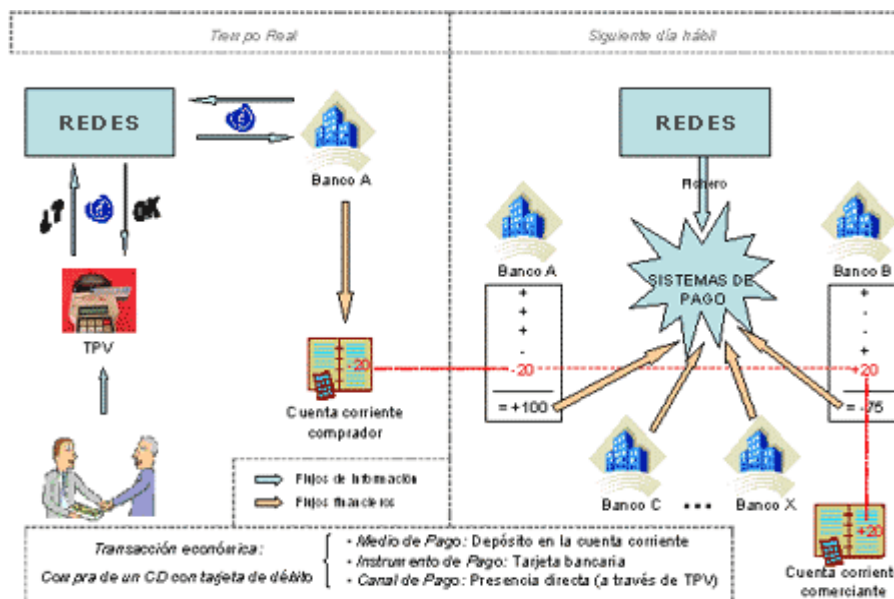 Tiempo Real
Siguiente día hábil
REDES
Banco A
¿?
OK
TPV
-20
Cuenta corriente
comprador
REDES
Fichero
Banco A
Banco B
SISTEMAS DE
PAGO
+
+
+
-
-20
= +100
+
-
-
+
+20
= -75
Banco C
...
Banco X
+20
Cuenta corriente
comerciante
Flujos de Información
Flujos financieros
Transacción económica:
Compra de un CD con tarjeta de débito
• Medio de Pago: Depósito en la cuenta corriente
• Instrumento de Pago: Tarjeta bancaria
• Canal de Pago: Presencia directa (a través de TPV)